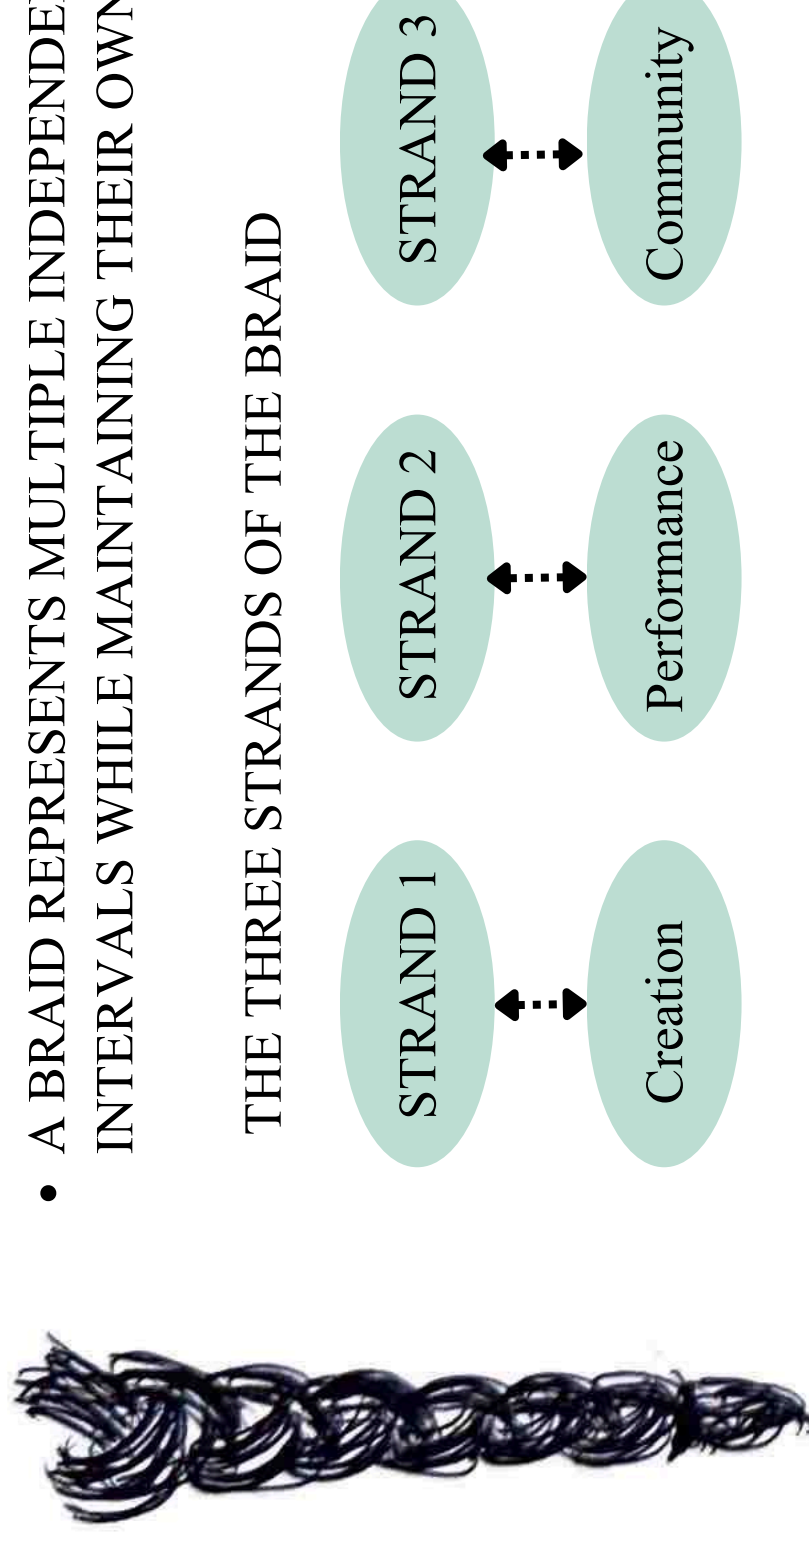 • A BRAID REPRESENTS MULTIPLE
INTERVALS WHILE MAINTAINING THEIR OWN
THE THREE STRANDS OF THE BRAID
STRAND 1
STRAND 2
STRAND 3
Creation
Performance
Community